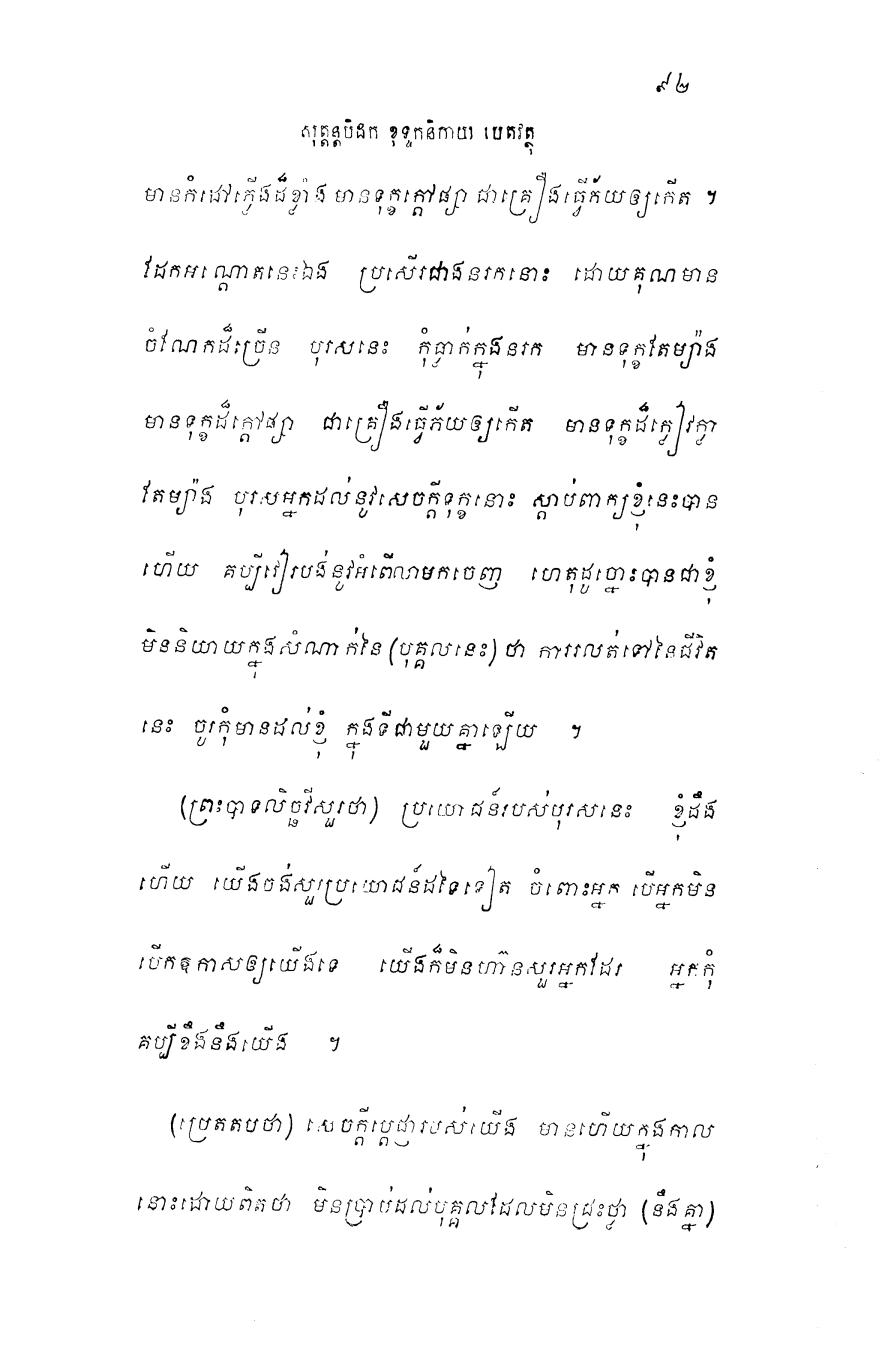 ៩២
សុត្តន្តបិដក ខុទ្ទកនិកាយ បេតវត្ថុ
មានកំដៅភ្លើងដ៏ខ្លាំង មានទុក្ខក្តៅផ្សា ជាគ្រឿងធ្វើភ័យឲ្យកើត ។
ដែកអណ្តោតនេះឯង ប្រសើរជាងនរកនោះ ដោយគុណមាន
ចំណែកដ៏ច្រើន បុរសនេះ កុំធ្លាក់ក្នុងនរក មានទុក្ខតែម្យ៉ាង
មានទុក្ខដ៏ក្តៅផ្សា ជាគ្រឿងធ្វើភ័យឲ្យកើត មានទុក្ខដ៏ក្លៀវក្លា
តែម្យ៉ាង បុរសអ្នកដល់នូវសេចក្តីទុក្ខនោះ ស្តាប់ពាក្យខ្ញុំនេះបាន
ហើយ គប្បីវៀរបង់នូវអំពើលាមកចេញ ហេតុដូច្នោះបានជាខ្ញុំ
មិននិយាយក្នុងសំណាក់នៃ (បុគ្គលនេះ) ថា ការរលត់ទៅនៃជីវិត
នេះ ចូរកុំមានដល់ខ្ញុំ ក្នុងទីជាមួយគ្នាឡើយ ។
(ព្រះបាទលិច្ឆវីសួរថា) ប្រយោជន៍របស់បុរសនេះ ខ្ញុំដឹង
ហើយ យើងចង់សួរប្រយោជន៍ដទៃទៀត ចំពោះអ្នក បើអ្នកមិន
បើកឱកាសឲ្យយើងទេ យើងក៏មិនហ៊ានសួរអ្នកដែរ អ្នកកុំ
គប្បីខឹងនឹងយើង ។
(ប្រេតតបថា) សេចក្តីប្តេជ្ញារបស់យើង មានហើយក្នុងកាល
នោះដោយពិតថា មិនប្រាប់ដល់បុគ្គលដែលមិនជ្រះថ្លា (នឹងគ្នា)